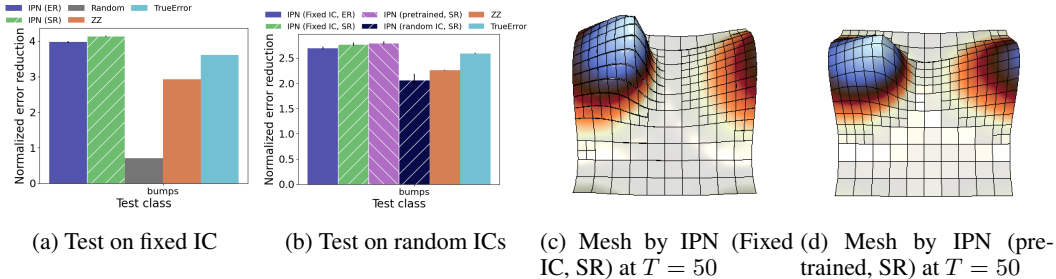 IPN (ER) Random ZZ
IPN (SR) TrueError
Normalized error reduction
4
3
2
1
0
bumps
Test class
IPN (Fixed IC, ER) IPN (pretrained, SR) ZZ
IPN (Fixed IC, SR) IPN (random IC, SR) TrueError
Normalized error reduction
2.5
2.0
1.5
1.0
0.5
0.0
bumps
Test class
(a) Test on fixed IC
(b) Test on random ICs
(c) Mesh by IPN (Fixed
IC, SR) at T = 50
(d) Mesh by IPN (pre-
trained, SR) at T = 50